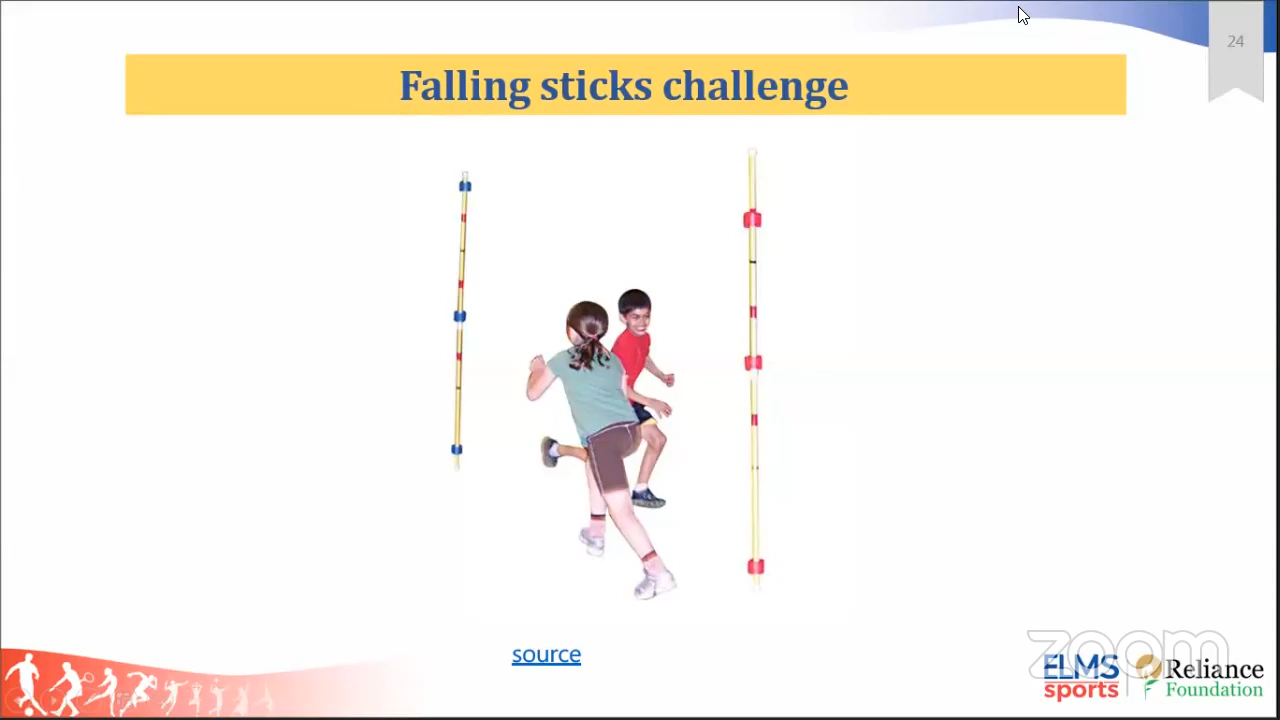 24
Falling sticks challenge
source
zoom
ELMS
sports
Reliance
Foundation